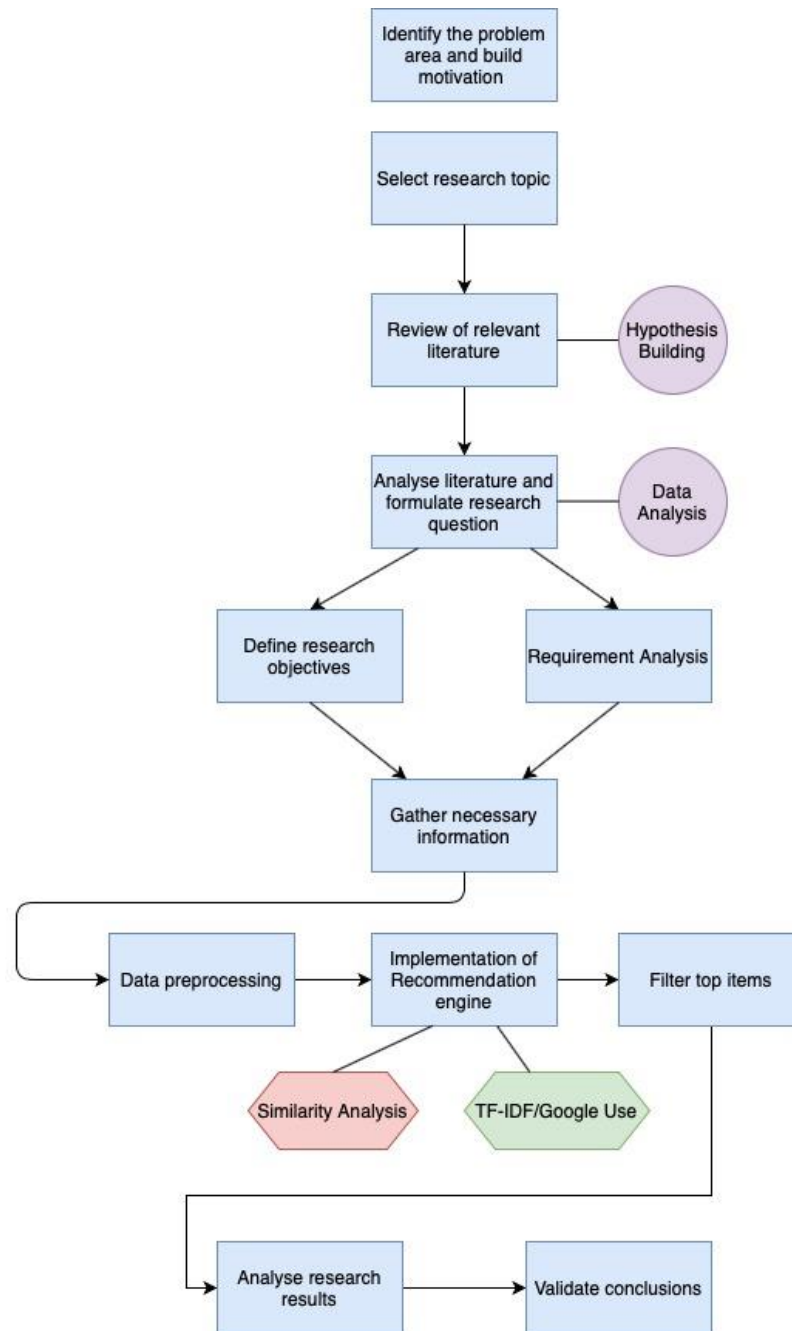 Identify the problem
area and build
motivation
Select research topic
Review of relevant
literature
Hypothesis
Building
Analyse literature and
formulate research
question
Data
Analysis
Define research
objectives
Requirement Analysis
Gather necessary
information
Data preprocessing
Implementation of
Recommendation
engine
Filter top items
Similarity Analysis
TF-IDF/Google Use
Analyse research
results
Validate conclusions